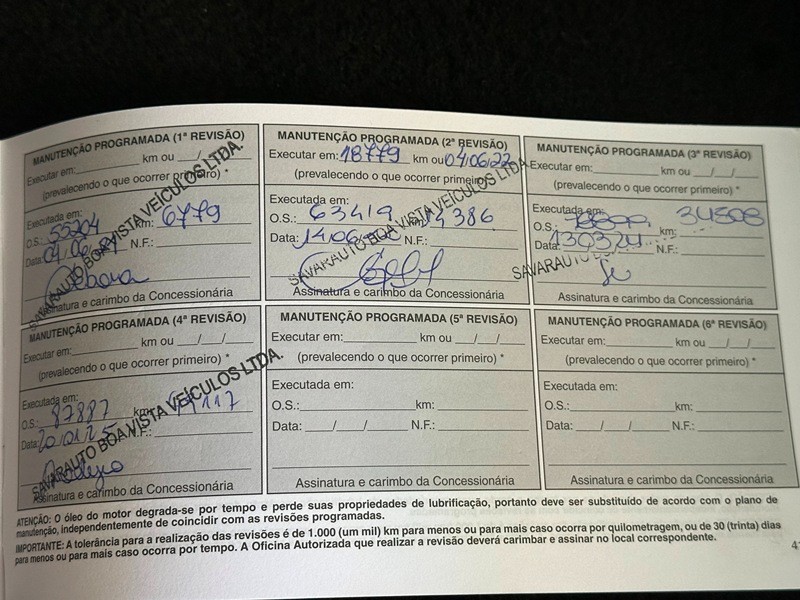 MANUTENÇÃO PROGRAMADA (1ª REVISÃO)
Executar em: km ou / /
(prevalecendo o que ocorrer primeiro) *
Executada em:
O.S.: 55204 km: 6779
Data: N.F.:
Debora
Assinatura e carimbo da Concessionária
SAVARAUTO BOA VISTA VEÍCULOS LTDA.
MANUTENÇÃO PROGRAMADA (2ª REVISÃO)
Executar em: 18779 km ou 04/06/22
(prevalecendo o que ocorrer primeiro)
Executada em:
O.S.: 63419 14386
Data: 14/06 N.F.:
Assinatura e carimbo da Concessionária
SAVARAUTO BOA VISTA VEÍCULOS LTDA.
MANUTENÇÃO PROGRAMADA (3ª REVISÃO)
Executar em: km ou / /
(prevalecendo o que ocorrer primeiro) *
Executada em:
O.S.: km: 34508
Data: 130324 N.F.:
Assinatura e carimbo da Concessionária
SAVARAUTO
MANUTENÇÃO PROGRAMADA (4ª REVISÃO)
Executar em: km ou / /
(prevalecendo o que ocorrer primeiro) *
Executada em:
O.S.: 87887 km:
Data: 20/01/25 N.F.:
Assinatura e carimbo da Concessionária
SAVARAUTO BOA VISTA VEÍCULOS LTDA.
MANUTENÇÃO PROGRAMADA (5ª REVISÃO)
Executar em: km ou / /
(prevalecendo o que ocorrer primeiro) *
Executada em:
O.S.: km:
Data: / / N.F.:
Assinatura e carimbo da Concessionária
MANUTENÇÃO PROGRAMADA (6ª REVISÃO)
Executar em: km ou / /
(prevalecendo o que ocorrer primeiro) *
Executada em:
O.S.: km:
Data: / / N.F.:
Assinatura e carimbo da Concessionária
ATENÇÃO: O óleo do motor degrada-se por tempo e perde suas propriedades de lubrificação, portanto deve ser substituído de acordo com o plano de
manutenção, independentemente de coincidir com as revisões programadas.
IMPORTANTE: A tolerância para a realização das revisões é de 1.000 (um mil) km para menos ou para mais caso ocorra por quilometragem, ou de 30 (trinta) dias
para menos ou para mais caso ocorra por tempo. A Oficina Autorizada que realizar a revisão deverá carimbar e assinar no local correspondente.